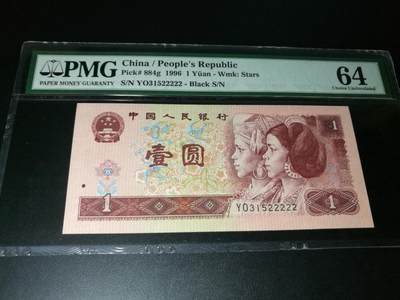 PMG
PAPER MONEY GUARANTY
China / People's Republic
Pick# 884g 1996 1 Yüan - Wmk: Stars
S/N YO31522222 - Black S/N
64
Choice Uncirculated
中国人民银行
1
壹圆
1
1
YO31522222